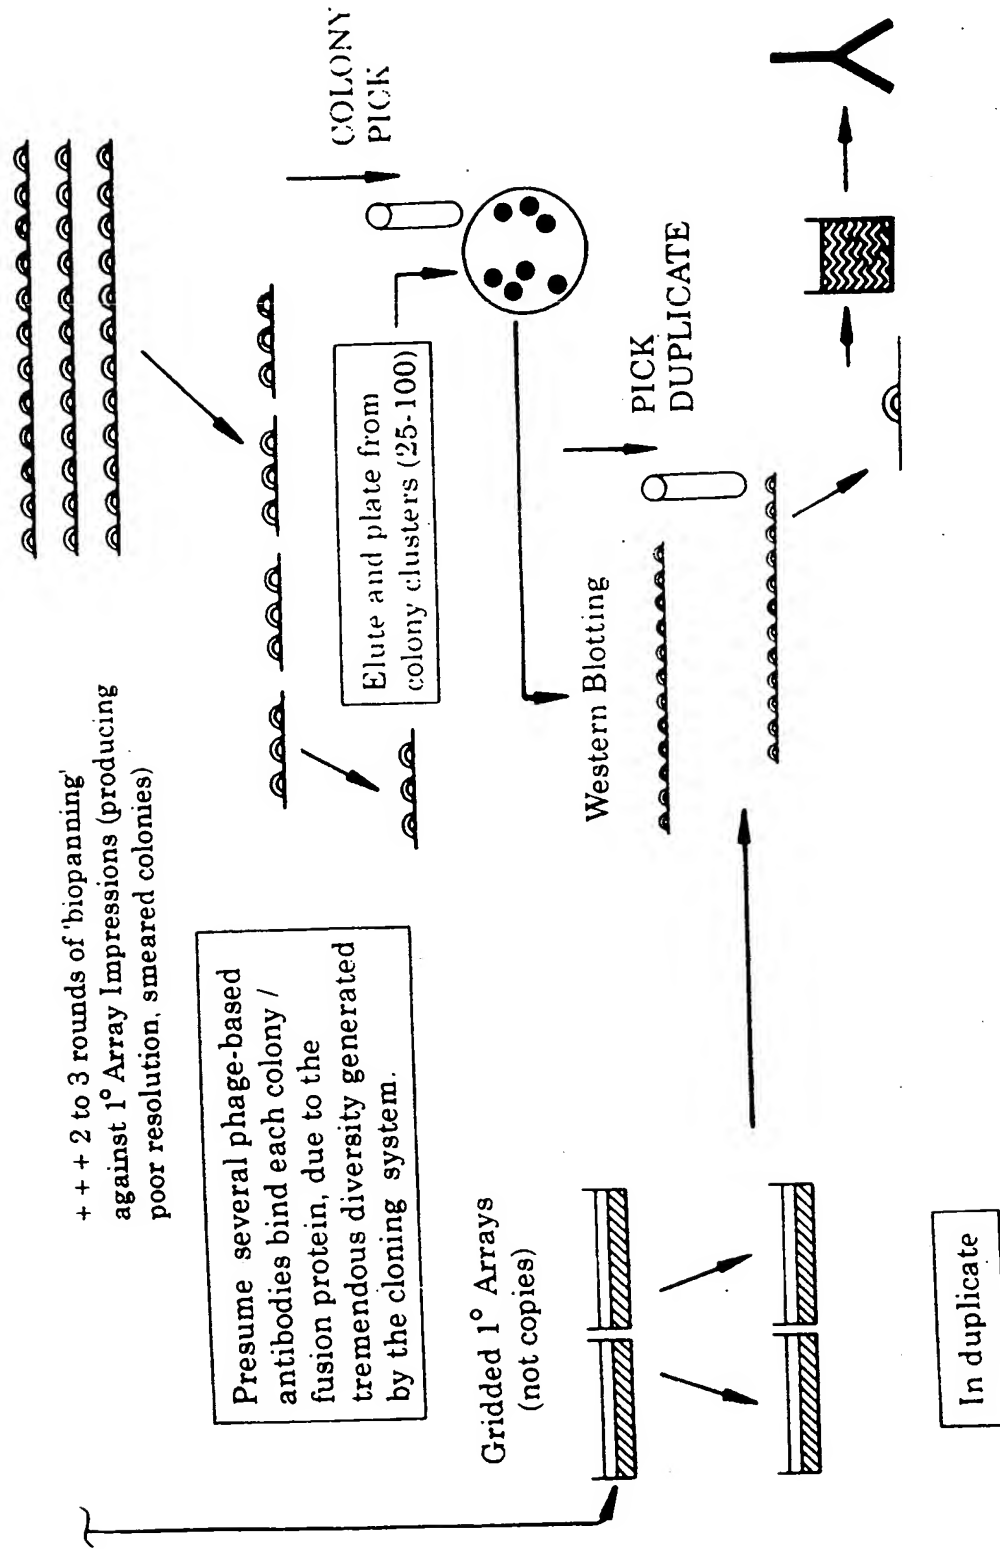 + + + 2 to 3 rounds of 'biopanning'
against 1° Array Impressions (producing
poor resolution, smeared colonies)
Presume several phage-based
antibodies bind each colony /
fusion protein, due to the
tremendous diversity generated
by the cloning system.
Elute and plate from
colony clusters (25-100)
COLONY
PICK
Gridded 1° Arrays
(not copies)
Western Blotting
PICK
DUPLICATE
In duplicate